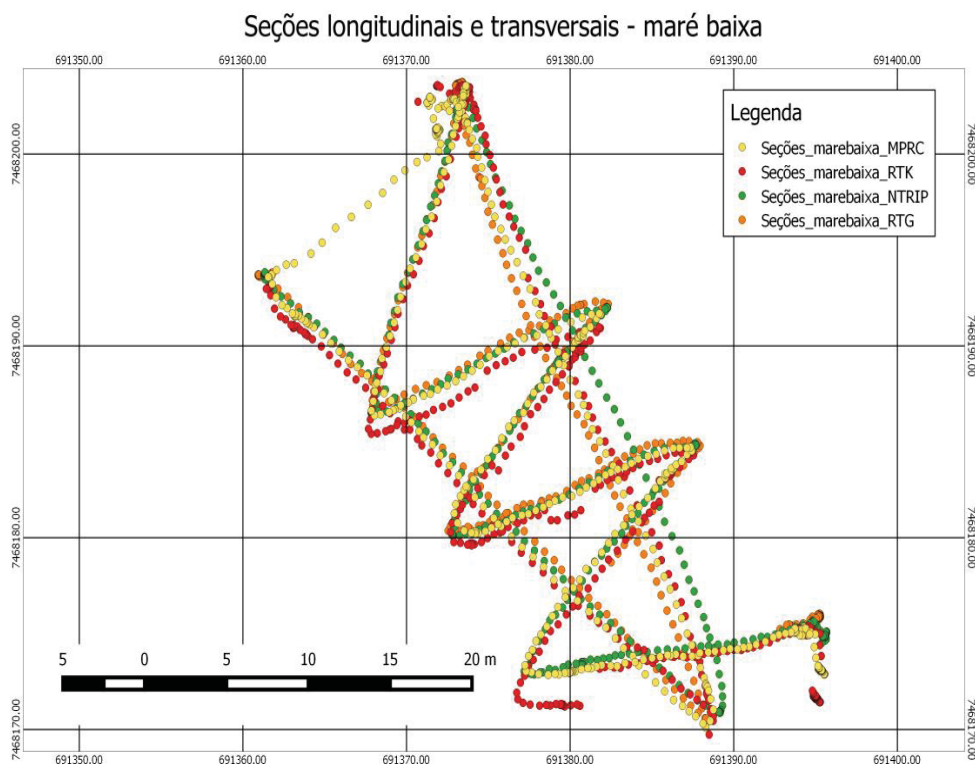 Seções longitudinais e transversais - maré baixa
691350.00 691360.00 691370.00 691380.00 691390.00 691400.00
Legenda
Seções_marebaixa_MPRC
Seções_marebaixa_RTK
Seções_marebaixa_NTRIP
Seções_marebaixa_RTG
7468200.00 7468200.00
7468190.00 7468190.00
7468180.00 7468180.00
5 0 5 10 15 20 m
7468170.00 7468170.00
691350.00 691360.00 691370.00 691380.00 691390.00 691400.00